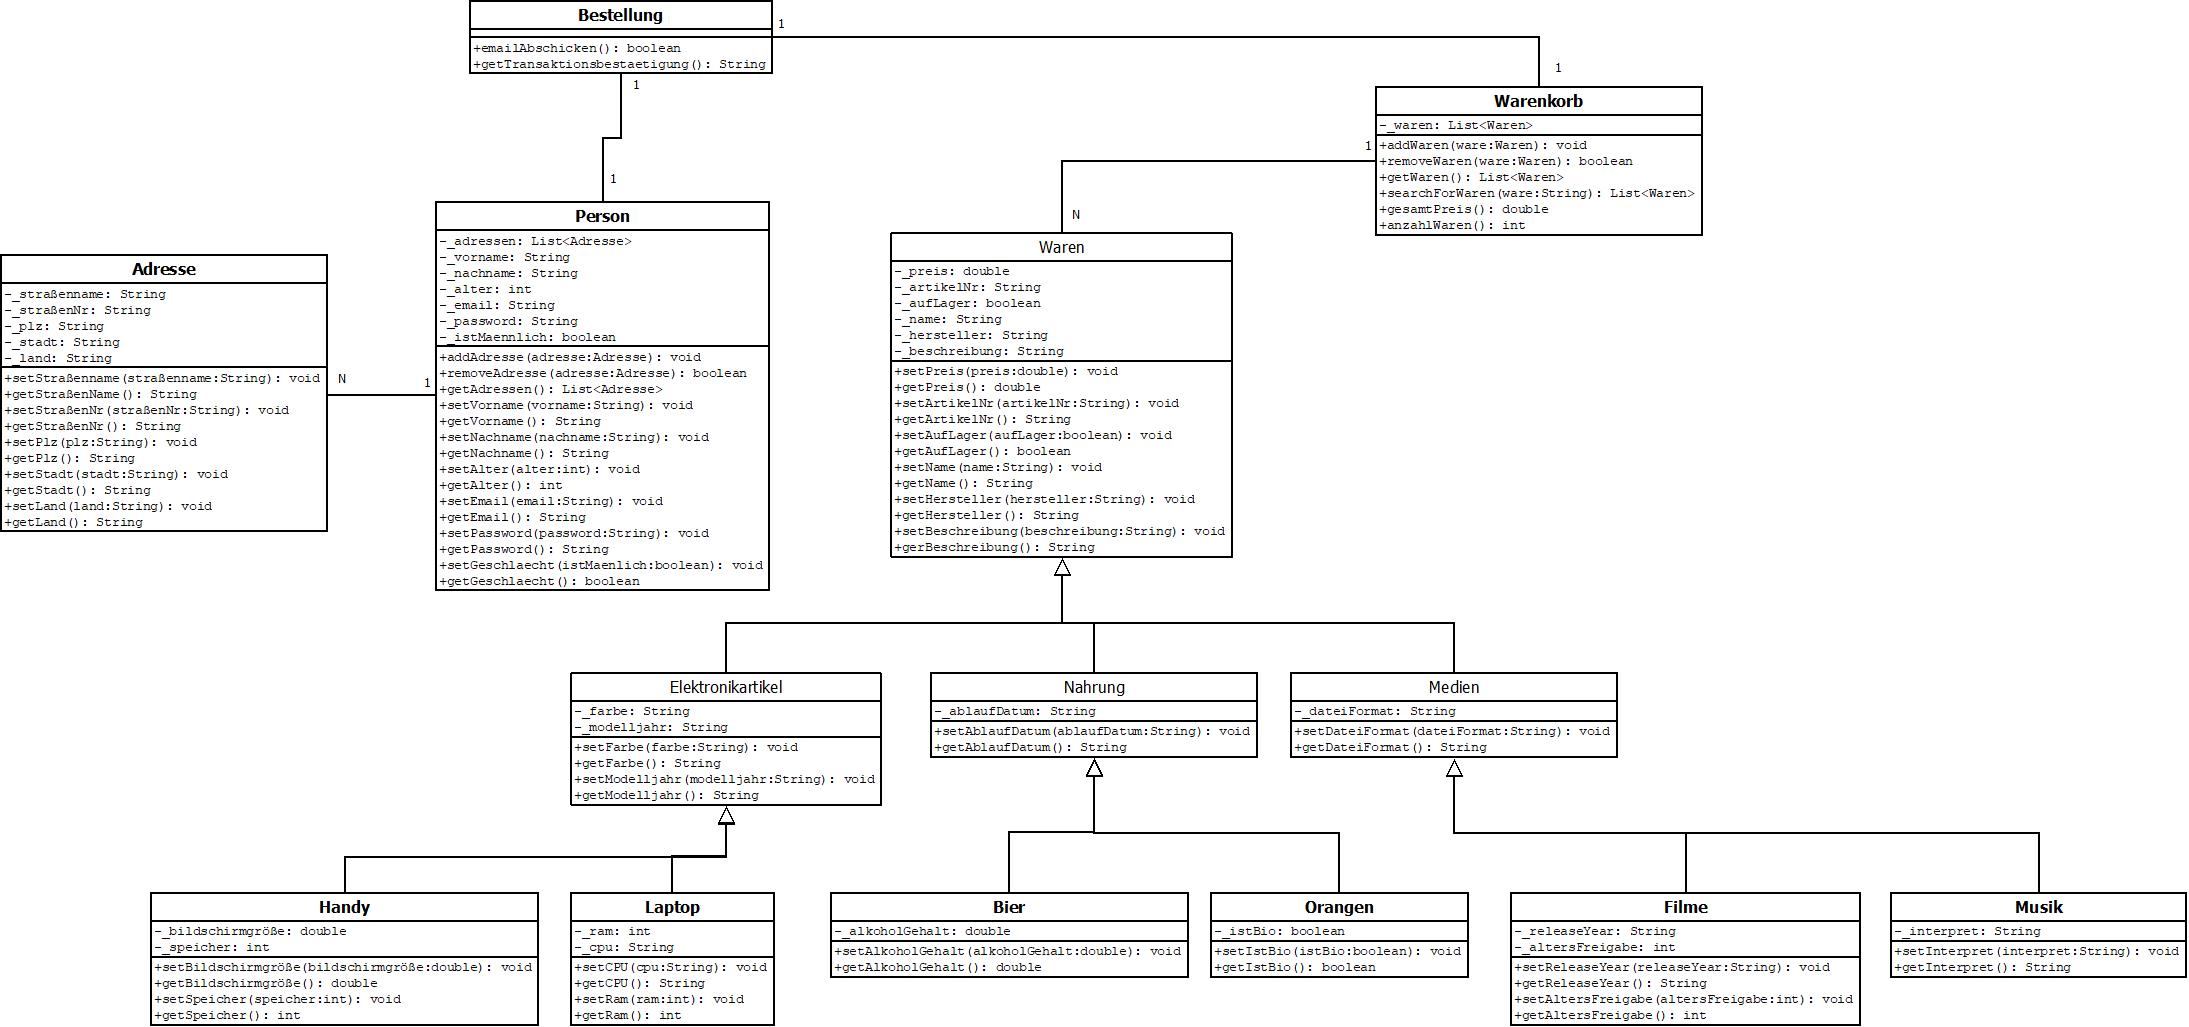 Bestellung
+emailAbschicken(): boolean
+getTransaktionsbestaetigung(): String
1
1
1
1
Warenkorb
-_waren: List<Waren>
+addWaren(ware:Waren): void
+removeWaren(ware:Waren): boolean
+getWaren(): List<Waren>
+searchForWaren(ware:String): List<Waren>
+gesamtPreis(): double
+anzahlWaren(): int
1
N
Person
-_adressen: List<Adresse>
-_vorname: String
-_nachname: String
-_alter: int
-_email: String
-_password: String
-_istMaennlich: boolean
+addAdresse(adresse:Adresse): void
+removeAdresse(adresse:Adresse): boolean
+getAdressen(): List<Adresse>
+setVorname(vorname:String): void
+getVorname(): String
+setNachname(nachname:String): void
+getNachname(): String
+setAlter(alter:int): void
+getAlter(): int
+setEmail(email:String): void
+getEmail(): String
+setPassword(password:String): void
+getPassword(): String
+setGeschlaecht(istMaenlich:boolean): void
+getGeschlaecht(): boolean
Adresse
-_straßenname: String
-_straßenNr: String
-_plz: String
-_stadt: String
-_land: String
+setStraßenname(straßenname:String): void
+getStraßenName(): String
+setStraßenNr(straßenNr:String): void
+getStraßenNr(): String
+setPlz(plz:String): void
+getPlz(): String
+setStadt(stadt:String): void
+getStadt(): String
+setLand(land:String): void
+getLand(): String
N
1
Waren
-_preis: double
-_artikelNr: String
-_aufLager: boolean
-_name: String
-_hersteller: String
-_beschreibung: String
+setPreis(preis:double): void
+getPreis(): double
+setArtikelNr(artikelNr:String): void
+getArtikelNr(): String
+setAufLager(aufLager:boolean): void
+getAufLager(): boolean
+setName(name:String): void
+getName(): String
+setHersteller(hersteller:String): void
+getHersteller(): String
+setBeschreibung(beschreibung:String): void
+gerBeschreibung(): String
Elektronikartikel
-_farbe: String
-_modelljahr: String
+setFarbe(farbe:String): void
+getFarbe(): String
+setModelljahr(modelljahr:String): void
+getModelljahr(): String
Nahrung
-_ablaufDatum: String
+setAblaufDatum(ablaufDatum:String): void
+getAblaufDatum(): String
Medien
-_dateiFormat: String
+setDateiFormat(dateiFormat:String): void
+getDateiFormat(): String
Handy
-_bildschirmgröße: double
-_speicher: int
+setBildschirmgröße(bildschirmgröße:double): void
+getBildschirmgröße(): double
+setSpeicher(speicher:int): void
+getSpeicher(): int
Laptop
-_ram: int
-_cpu: String
+setCPU(cpu:String): void
+getCPU(): String
+setRam(ram:int): void
+getRam(): int
Bier
-_alkoholGehalt: double
+setAlkoholGehalt(alkoholGehalt:double): void
+getAlkoholGehalt(): double
Orangen
-_istBio: boolean
+setIstBio(istBio:boolean): void
+getIstBio(): boolean
Filme
-_releaseYear: String
-_altersFreigabe: int
+setReleaseYear(releaseYear:String): void
+getReleaseYear(): String
+setAltersFreigabe(altersFreigabe:int): void
+getAltersFreigabe(): int
Musik
-_interpret: String
+setInterpret(interpret:String): void
+getInterpret(): String